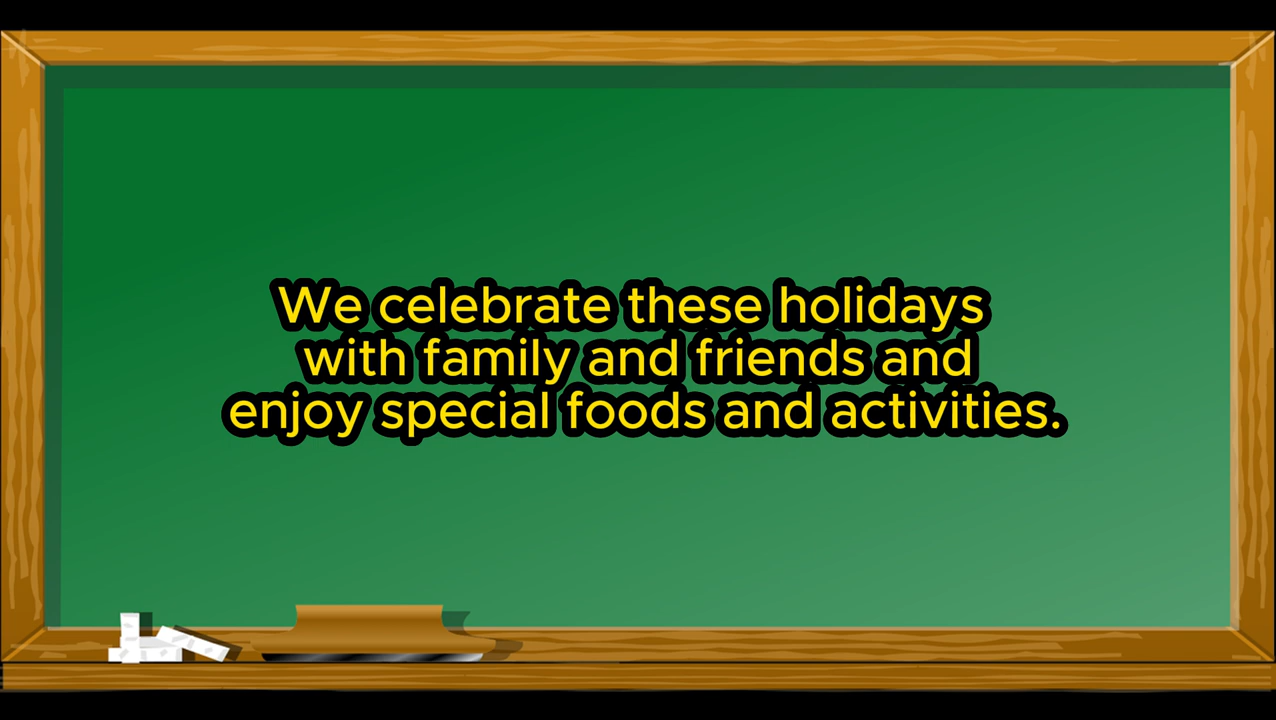 We celebrate these holidays
with family and friends and
enjoy special foods and activities.